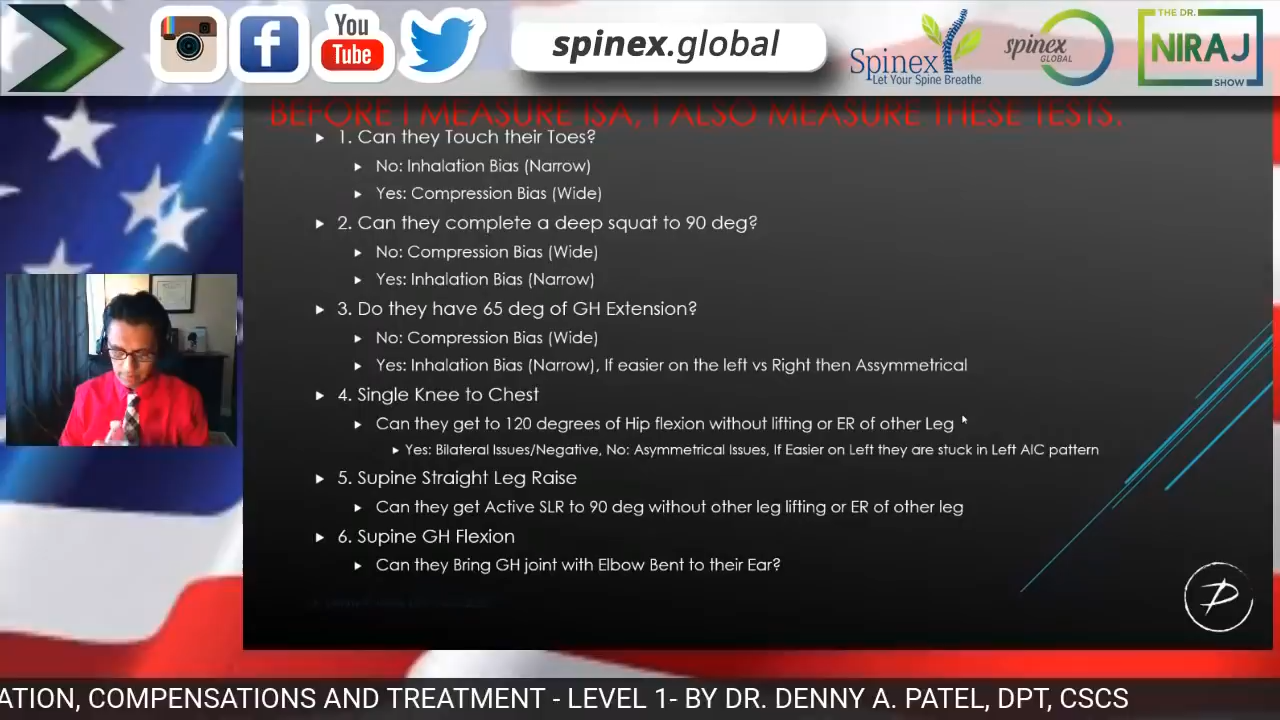 You
Tube
spinex.global
Spinex
Let Your Spine Breathe
spinex
GLOBAL
THE DR.
NIRAJ
SHOW
BEFORE I MEASURE ISA, I ALSO MEASURE THESE TESTS.
1. Can they Touch their Toes?
No: Inhalation Bias (Narrow)
Yes: Compression Bias (Wide)
2. Can they complete a deep squat to 90 deg?
No: Compression Bias (Wide)
Yes: Inhalation Bias (Narrow)
3. Do they have 65 deg of GH Extension?
No: Compression Bias (Wide)
Yes: Inhalation Bias (Narrow), If easier on the left vs Right then Assymmetrical
4. Single Knee to Chest
Can they get to 120 degrees of Hip flexion without lifting or ER of other Leg
Yes: Bilateral Issues/Negative, No: Asymmetrical Issues, If Easier on Left they are stuck in Left AIC pattern
5. Supine Straight Leg Raise
Can they get Active SLR to 90 deg without other leg lifting or ER of other leg
6. Supine GH Flexion
Can they Bring GH joint with Elbow Bent to their Ear?
ATION, COMPENSATIONS AND TREATMENT - LEVEL 1- BY DR. DENNY A. PATEL, DPT, CSCS